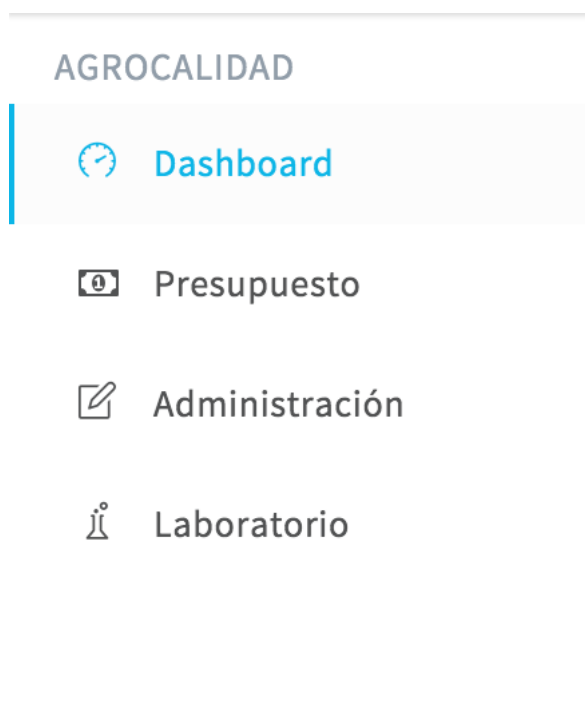 AGROCALIDAD
Dashboard
Presupuesto
Administración
Laboratorio